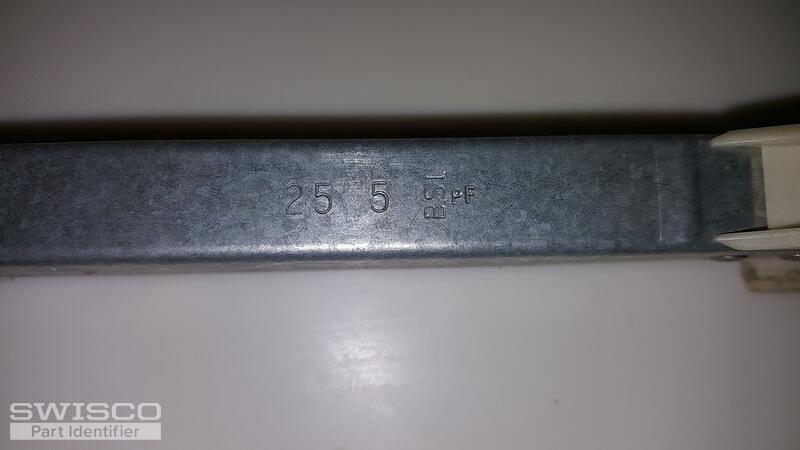 25 5 BSI PF
SWISCO
Part Identifier